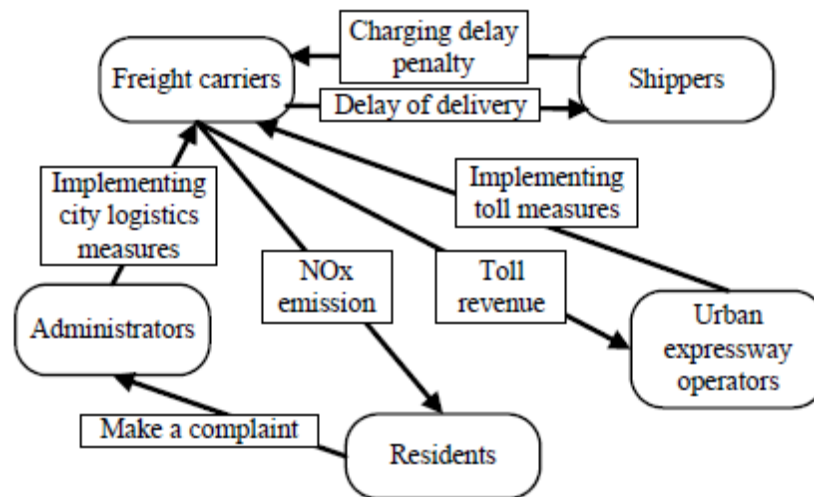 Charging delay
penalty
Freight carriers
Shippers
Delay of delivery
Implementing
city logistics
measures
Implementing
toll measures
NOx
emission
Toll
revenue
Administrators
Urban
expressway
operators
Make a complaint
Residents